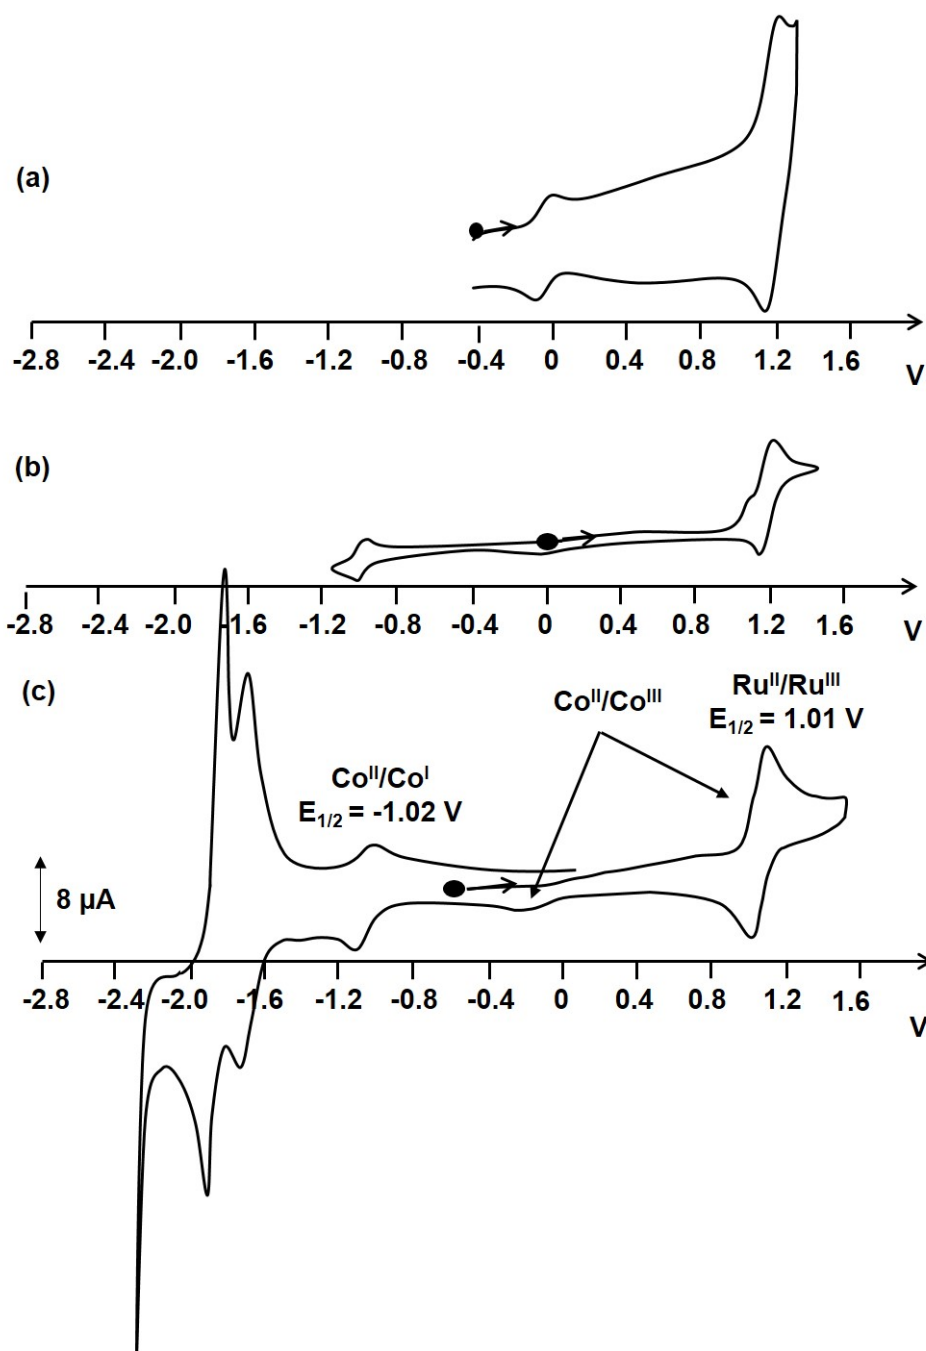 (a)
-2.8 -2.4 -2.0 -1.6 -1.2 -0.8 -0.4 0 0.4 0.8 1.2 1.6
V
(b)
-2.8 -2.4 -2.0 -1.6 -1.2 -0.8 -0.4 0 0.4 0.8 1.2 1.6
V
(c)
Ru^II/Ru^III
E_1/2 = 1.01 V
Co^II/Co^III
Co^II/Co^I
E_1/2 = -1.02 V
8 µA
-2.8 -2.4 -2.0 -1.6 -1.2 -0.8 -0.4 0 0.4 0.8 1.2 1.6
V